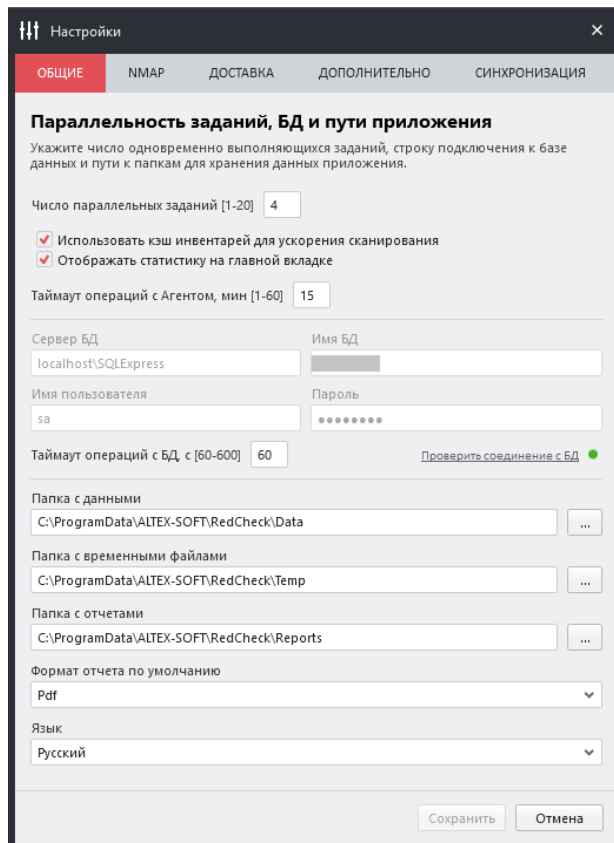 Настройки
ОБЩИЕ NMAP ДОСТАВКА ДОПОЛНИТЕЛЬНО СИНХРОНИЗАЦИЯ
Параллельность заданий, БД и пути приложения
Укажите число одновременно выполняющихся заданий, строку подключения к базе
данных и пути к папкам для хранения данных приложения.
Число параллельных заданий [1-20] 4
Использовать кэш инвентарей для ускорения сканирования
Отображать статистику на главной вкладке
Таймаут операций с Агентом, мин [1-60] 15
Сервер БД Имя БД
localhost\SQLExpress
Имя пользователя Пароль
sa ●●●●●●●●
Таймаут операций с БД, с [60-600] 60 Проверить соединение с БД
Папка с данными
C:\ProgramData\ALTEX-SOFT\RedCheck\Data ...
Папка с временными файлами
C:\ProgramData\ALTEX-SOFT\RedCheck\Temp ...
Папка с отчетами
C:\ProgramData\ALTEX-SOFT\RedCheck\Reports ...
Формат отчета по умолчанию
Pdf
Язык
Русский
Сохранить Отмена